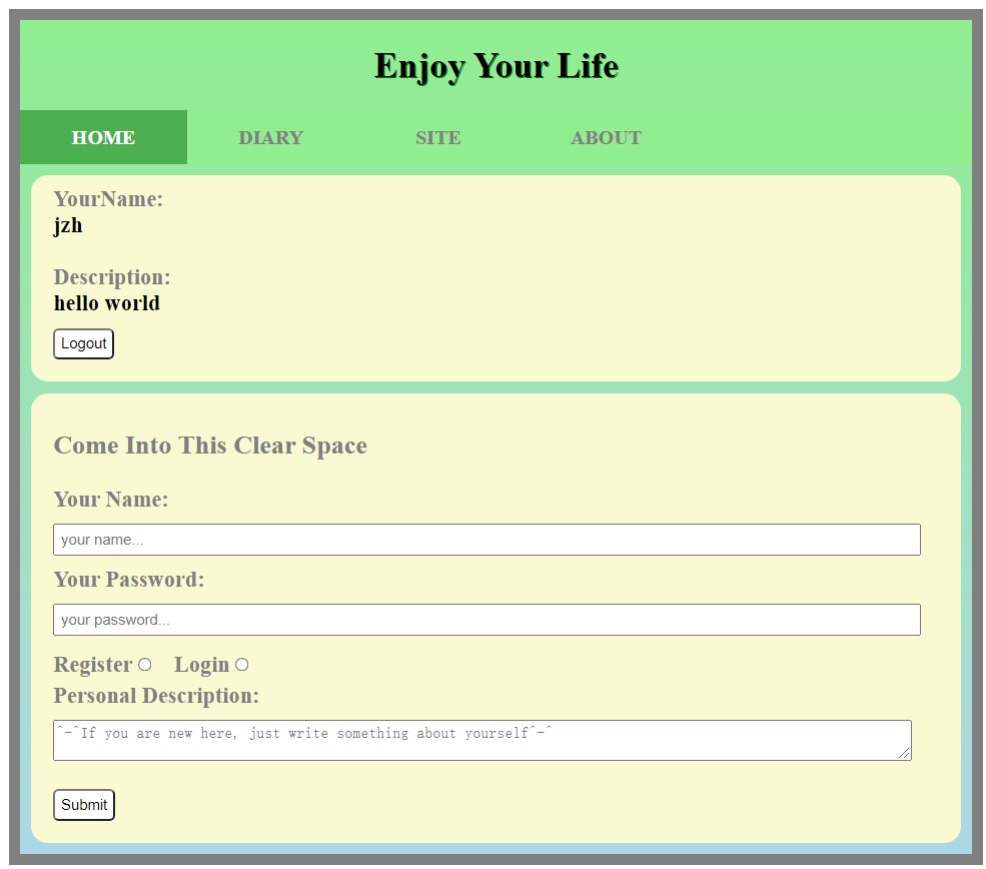 Enjoy Your Life
HOME DIARY SITE ABOUT
YourName:
jzh
Description:
hello world
Logout
Come Into This Clear Space
Your Name:
your name...
Your Password:
your password...
Register Login
Personal Description:
^-^If you are new here, just write something about yourself^-^
Submit